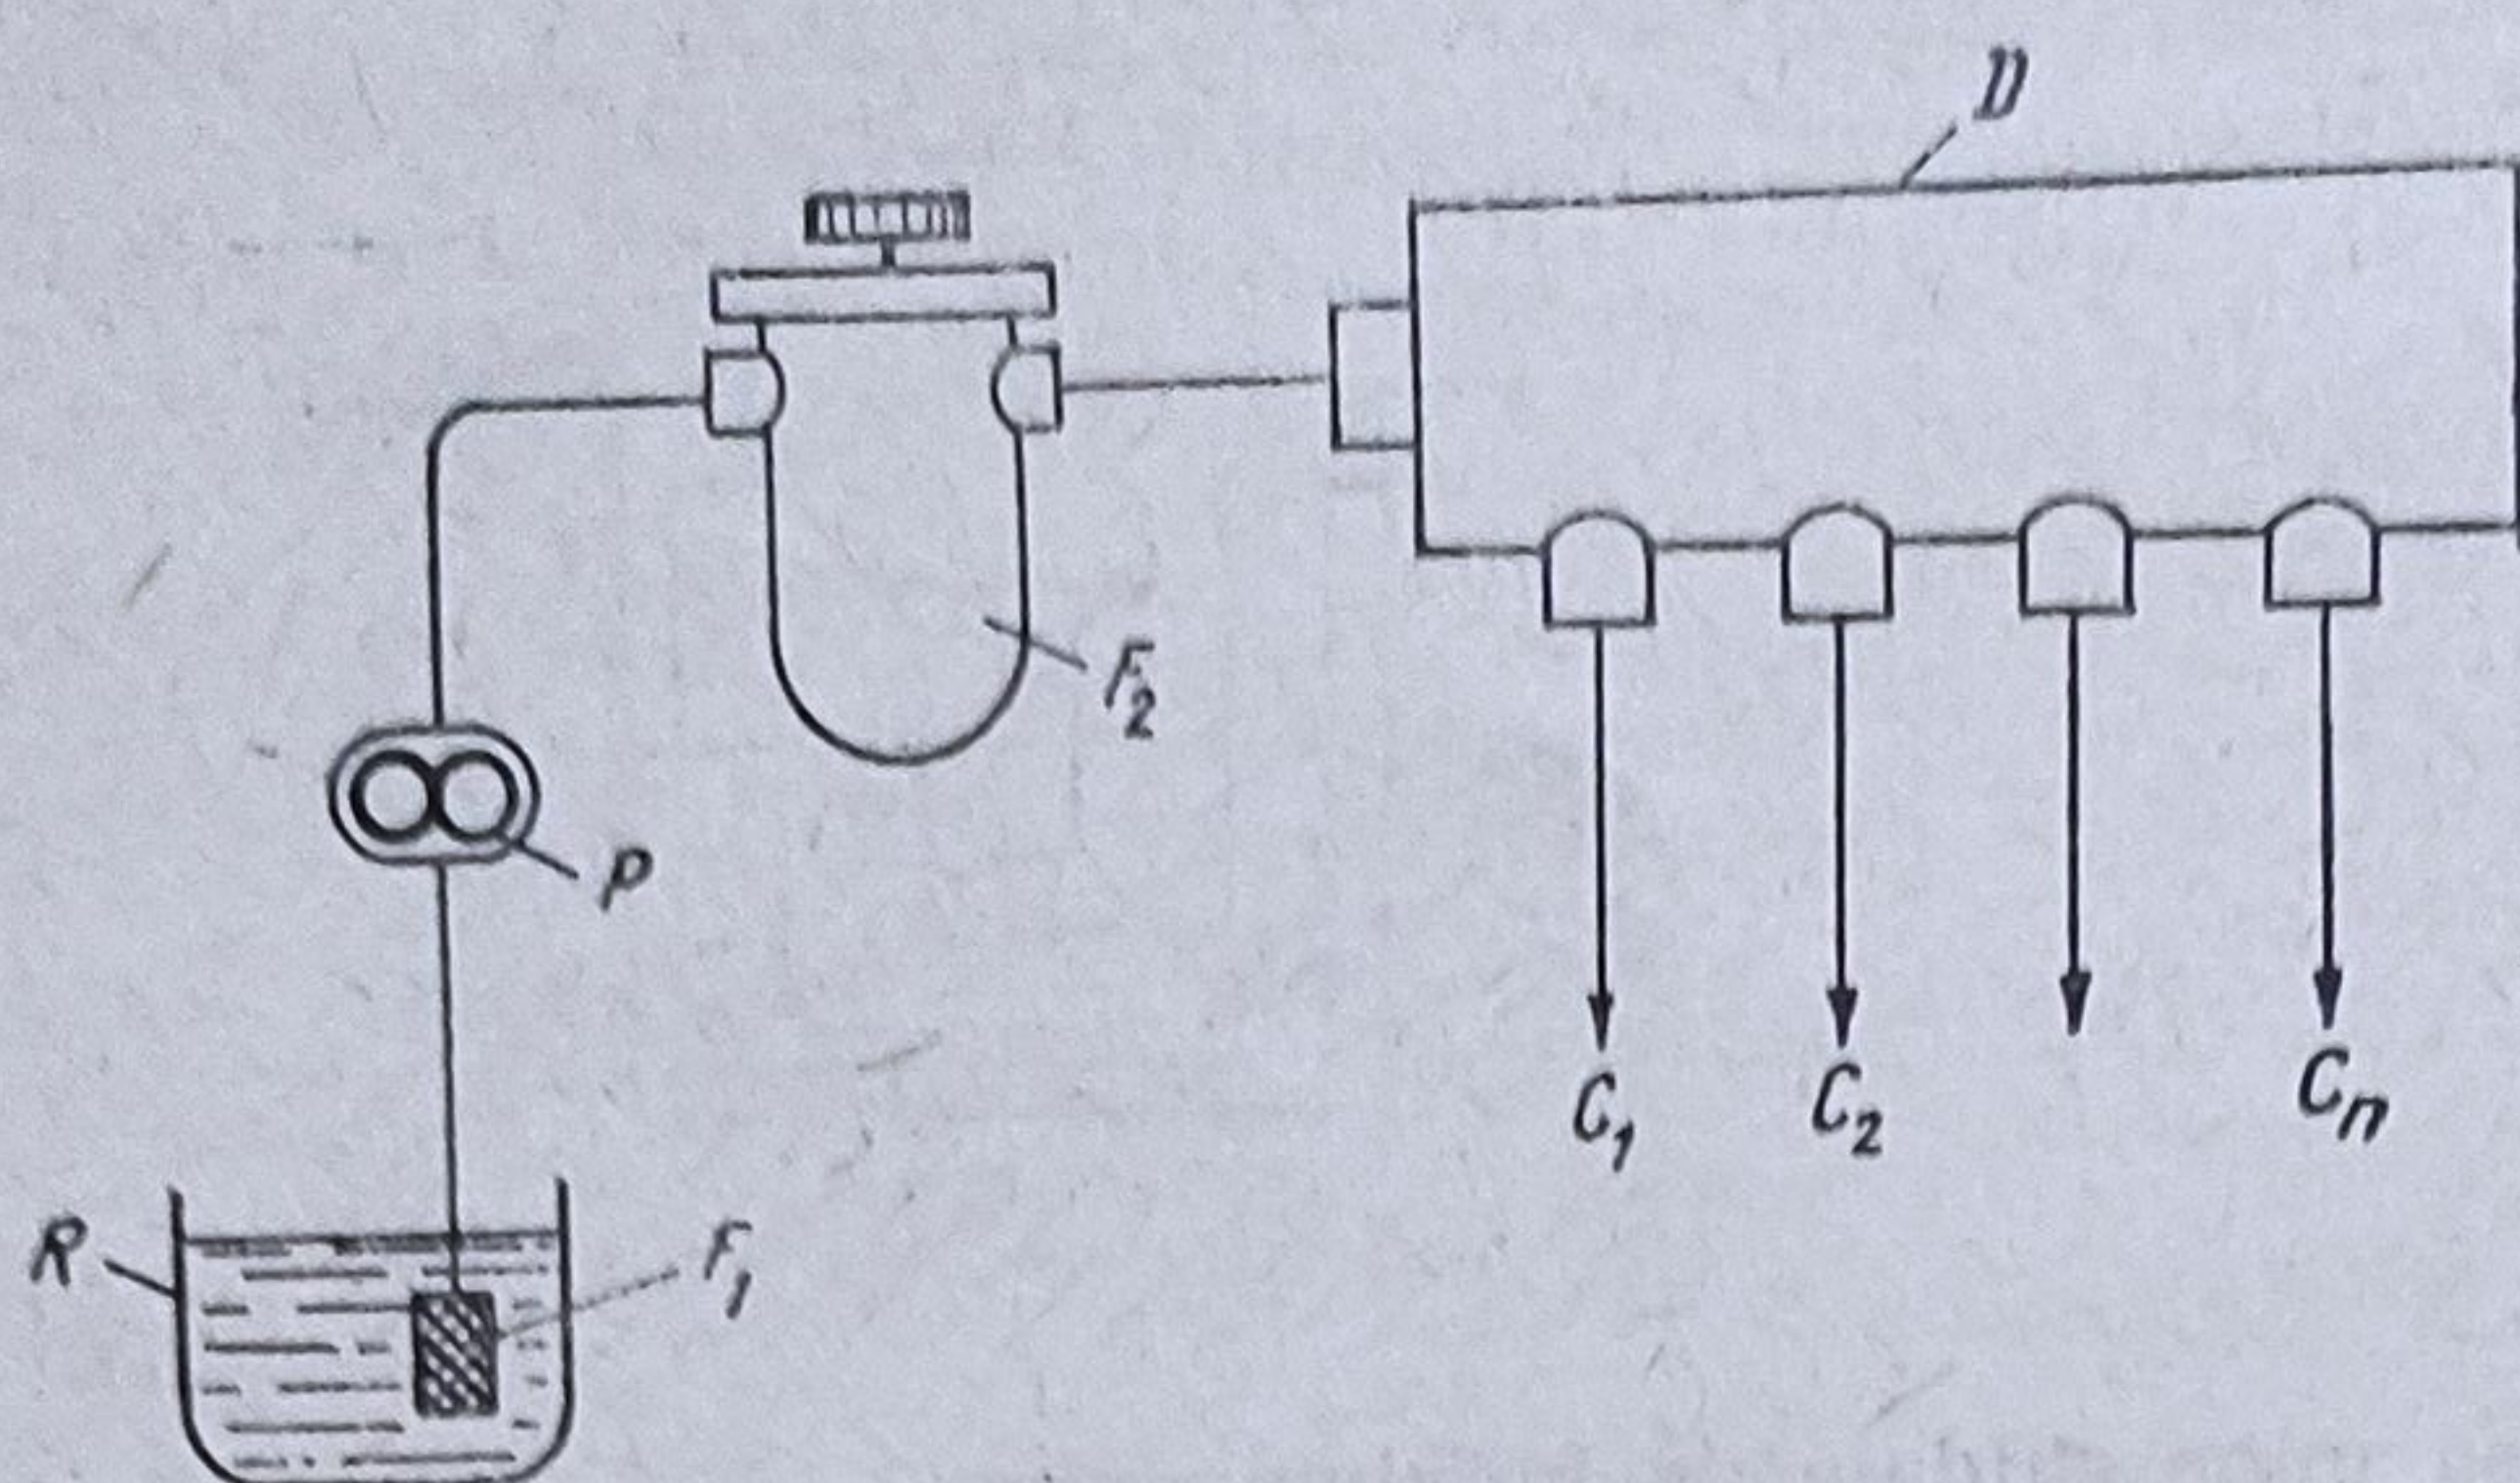 D
F₂
P
C₁ C₂ Cₙ
R F₁